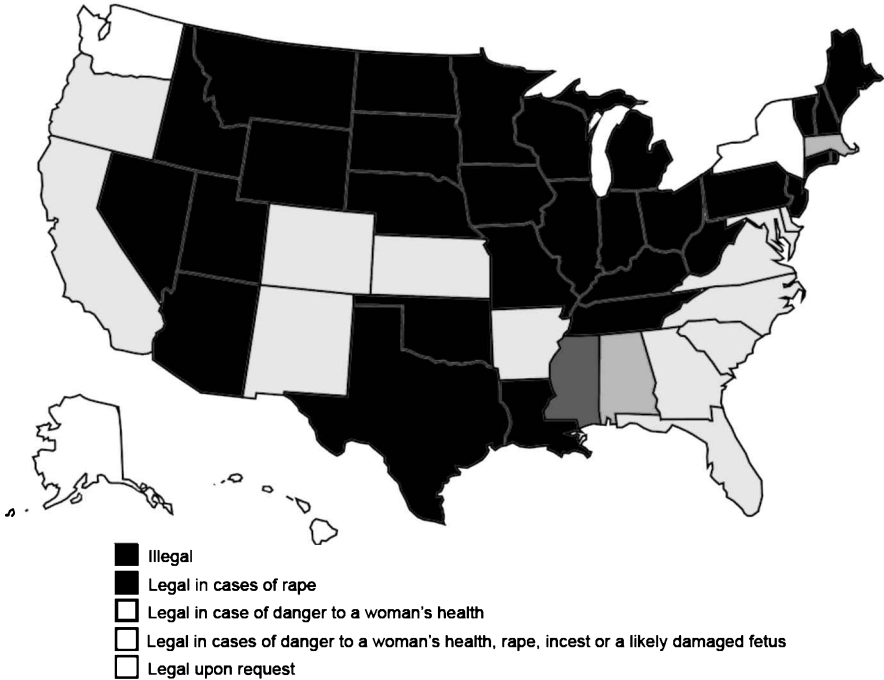 Illegal
Legal in cases of rape
Legal in case of danger to a woman's health
Legal in cases of danger to a woman's health, rape, incest or a likely damaged fetus
Legal upon request